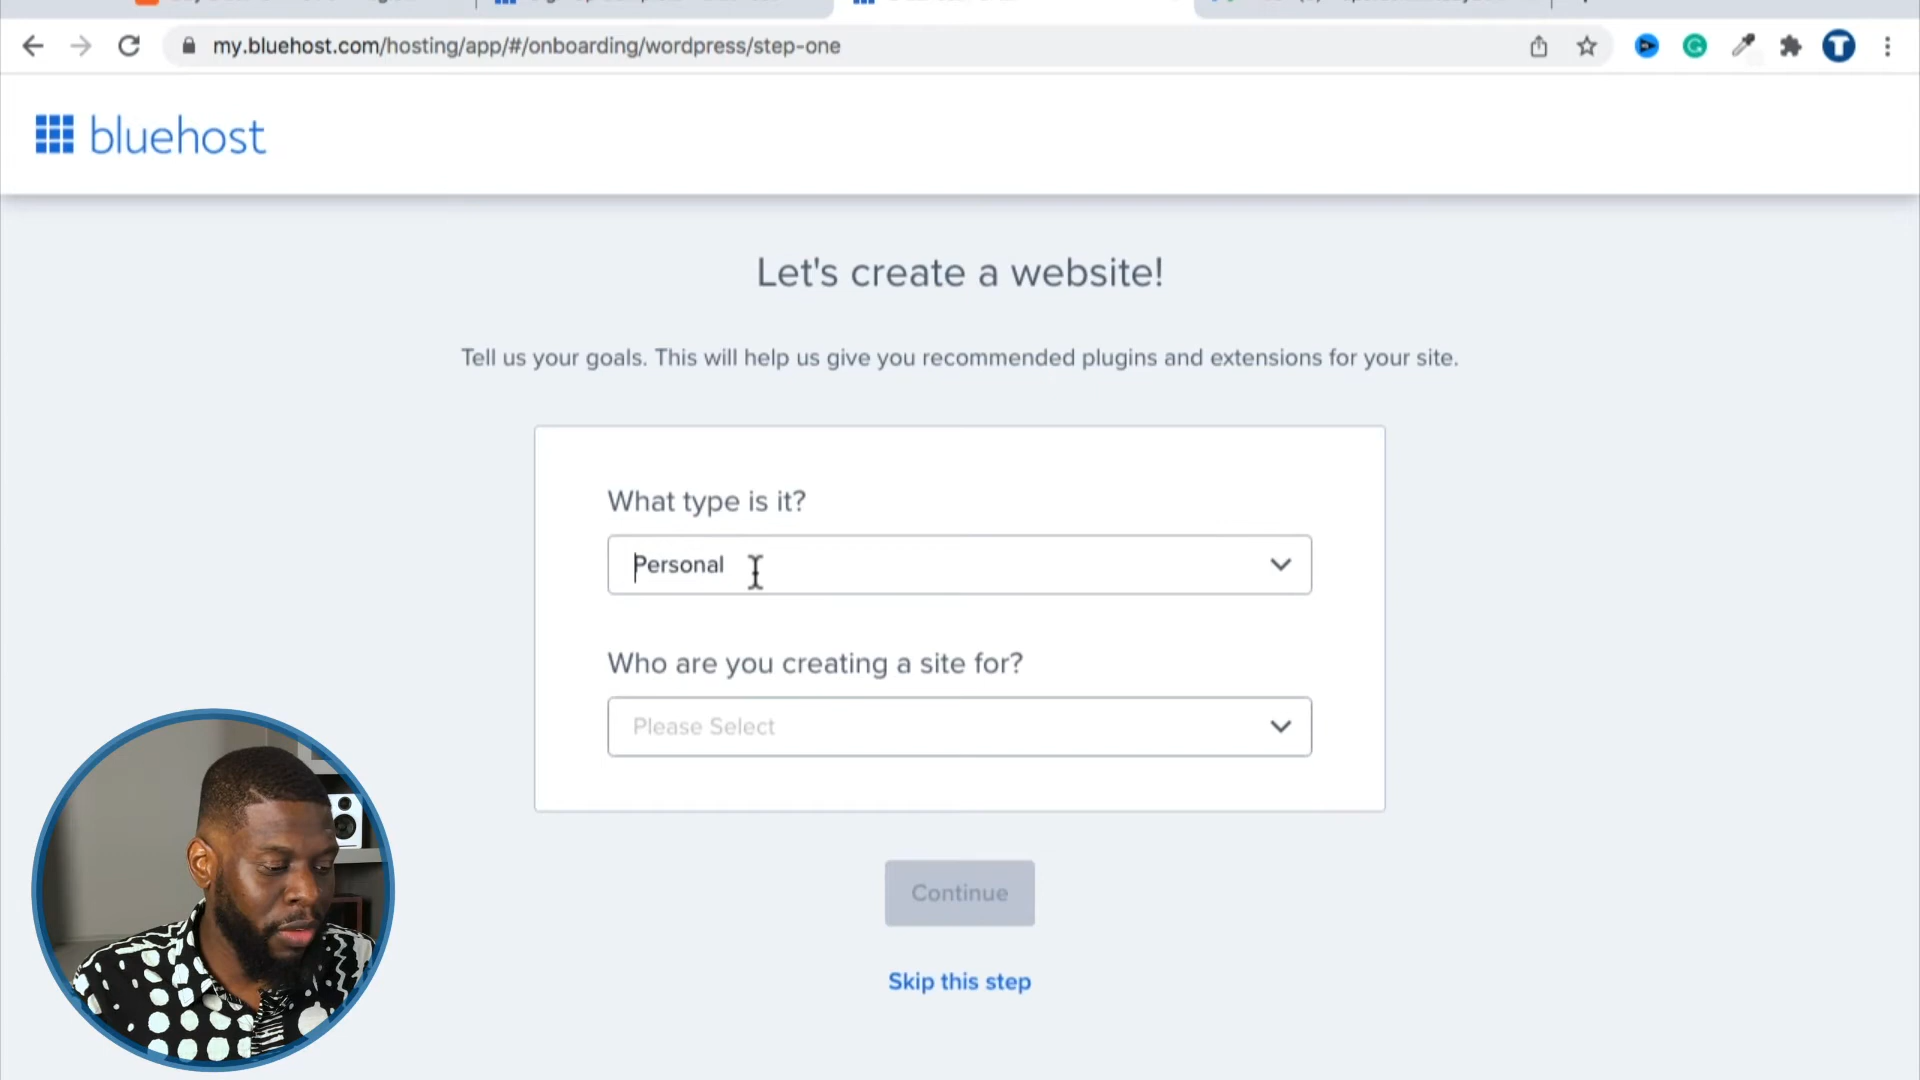 my.bluehost.com/hosting/app/#/onboarding/wordpress/step-one
T
bluehost
Let's create a website!
Tell us your goals. This will help us give you recommended plugins and extensions for your site.
What type is it?
Personal
Who are you creating a site for?
Please Select
Continue
Skip this step